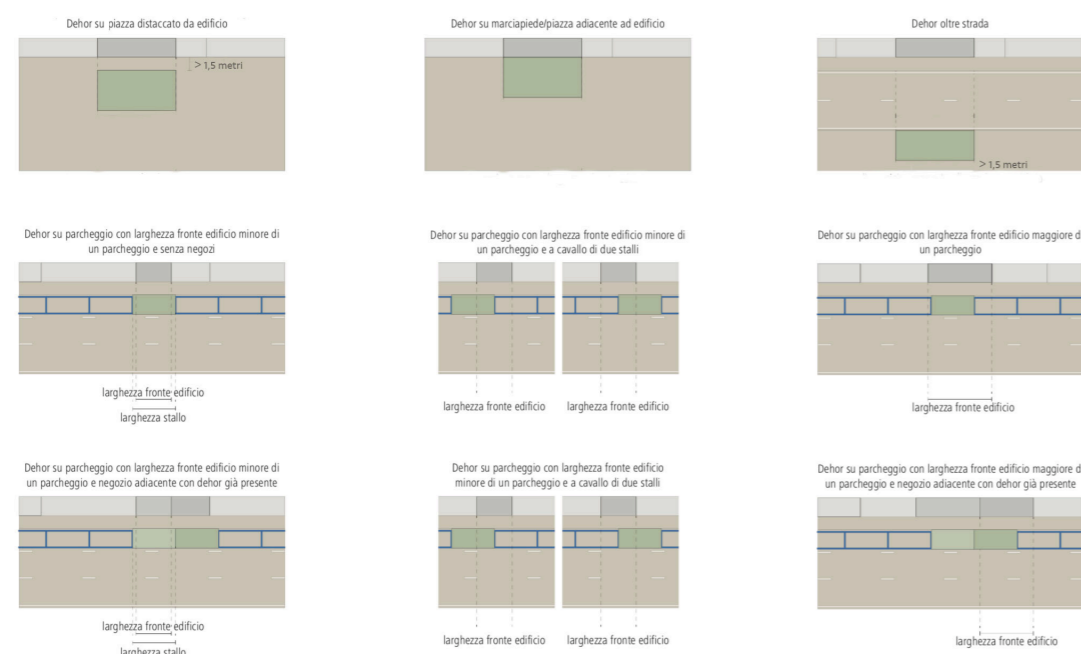 Dehor su piazza distaccato da edificio
> 1,5 metri
Dehor su marciapiede/piazza adiacente ad edificio
Dehor oltre strada
> 1,5 metri
Dehor su parcheggio con larghezza fronte edificio minore di
un parcheggio e senza negozi
larghezza fronte edificio
larghezza stallo
Dehor su parcheggio con larghezza fronte edificio minore di
un parcheggio e a cavallo di due stalli
larghezza fronte edificio
larghezza fronte edificio
Dehor su parcheggio con larghezza fronte edificio maggiore d
un parcheggio
larghezza fronte edificio
Dehor su parcheggio con larghezza fronte edificio minore di
un parcheggio e negozio adiacente con dehor già presente
larghezza fronte edificio
larghezza stallo
Dehor su parcheggio con larghezza fronte edificio
minore di un parcheggio e a cavallo di due stalli
larghezza fronte edificio
larghezza fronte edificio
Dehor su parcheggio con larghezza fronte edificio maggiore d
un parcheggio e negozio adiacente con dehor già presente
larghezza fronte edificio